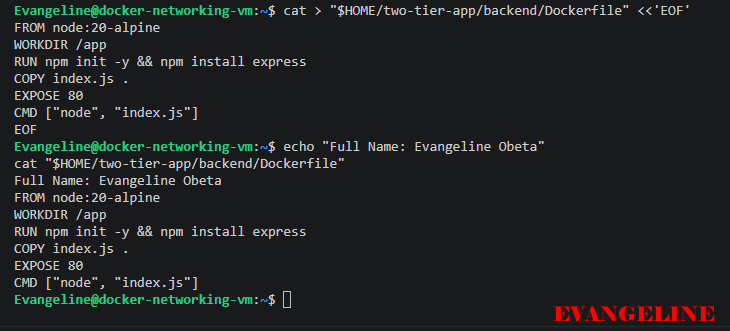 Evangeline@docker-networking-vm:~$ cat > "$HOME/two-tier-app/backend/Dockerfile" <<'EOF'
FROM node:20-alpine
WORKDIR /app
RUN npm init -y && npm install express
COPY index.js .
EXPOSE 80
CMD ["node", "index.js"]
EOF
Evangeline@docker-networking-vm:~$ echo "Full Name: Evangeline Obeta"
cat "$HOME/two-tier-app/backend/Dockerfile"
Full Name: Evangeline Obeta
FROM node:20-alpine
WORKDIR /app
RUN npm init -y && npm install express
COPY index.js .
EXPOSE 80
CMD ["node", "index.js"]
Evangeline@docker-networking-vm:~$
EVANGELINE